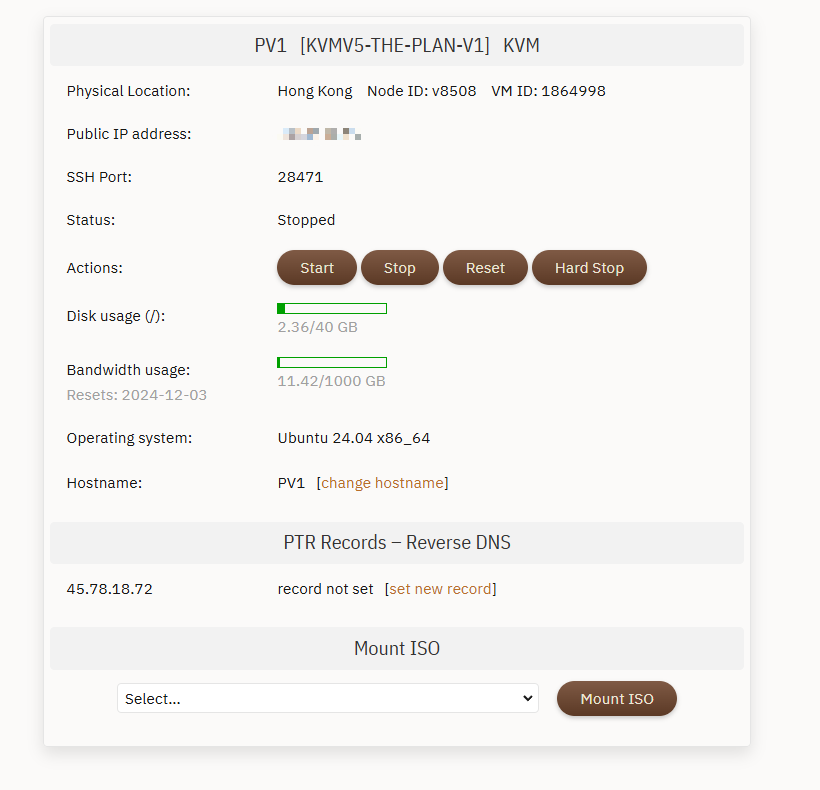 PV1 [KVMV5-THE-PLAN-V1] KVM
Physical Location: Hong Kong Node ID: v8508 VM ID: 1864998
Public IP address:
SSH Port: 28471
Status: Stopped
Actions: Start Stop Reset Hard Stop
Disk usage (/):
2.36/40 GB
Bandwidth usage:
Resets: 2024-12-03 11.42/1000 GB
Operating system: Ubuntu 24.04 x86_64
Hostname: PV1 [change hostname]
PTR Records – Reverse DNS
45.78.18.72 record not set [set new record]
Mount ISO
Select... Mount ISO